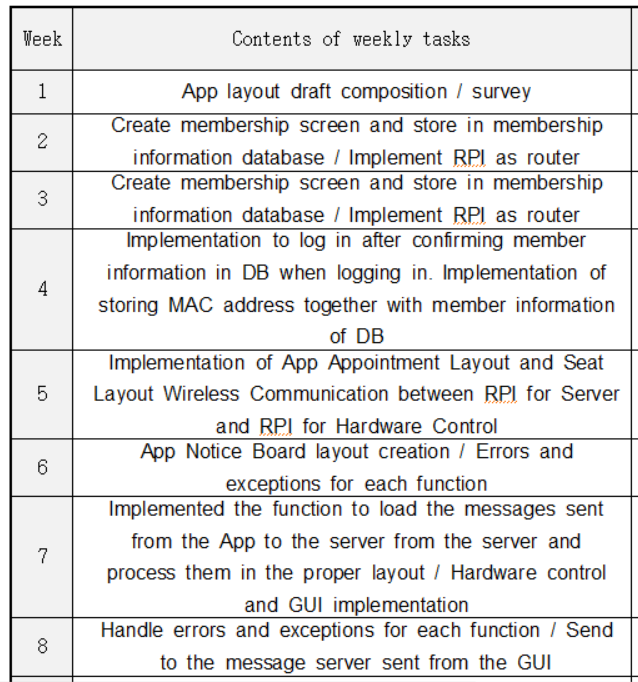 Week Contents of weekly tasks
1 App layout draft composition / survey
2 Create membership screen and store in membership
information database / Implement RPI as router
3 Create membership screen and store in membership
information database / Implement RPI as router
4 Implementation to log in after confirming member
information in DB when logging in. Implementation of
storing MAC address together with member information
of DB
5 Implementation of App Appointment Layout and Seat
Layout Wireless Communication between RPI for Server
and RPI for Hardware Control
6 App Notice Board layout creation / Errors and
exceptions for each function
7 Implemented the function to load the messages sent
from the App to the server from the server and
process them in the proper layout / Hardware control
and GUI implementation
8 Handle errors and exceptions for each function / Send
to the message server sent from the GUI